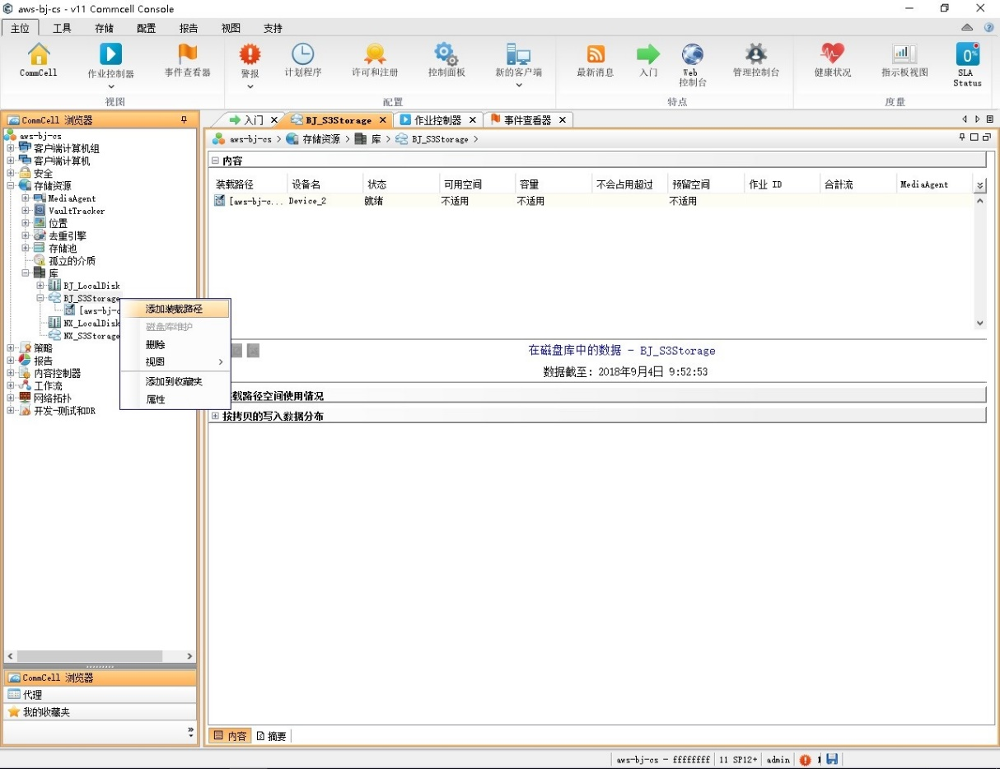 aws-bj-cs - v11 Commcell Console
主位 工具 存储 配置 报告 视图 支持
CommCell 作业控制器 事件查看器 警报 计划程序 许可和注册 控制面板 新的客户端 最新消息 入门 Web 控制台 管理控制台 健康状况 指示板视图 SLA Status
视图 配置 特点 度量
CommCell 浏览器
入门 BJ_S3Storage 作业控制器 事件查看器
aws-bj-cs > 存储资源 > 库 > BJ_S3Storage >
aws-bj-cs
客户端计算机组
客户端计算机
安全
存储资源
MediaAgent
VaultTracker
位置
去重引擎
存储池
孤立的介质
库
BJ_LocalDisk
BJ_S3Storage
[aws-bj-c
NX_LocalDisk
NX_S3Storage
策略
报告
内容控制器
工作流
网络拓扑
开发-测试和DR
添加装载路径
磁盘库维护
删除
视图
添加到收藏夹
属性
内容
装载路径 设备名 状态 可用空间 容量 不会占用超过 预留空间 作业 ID 合計流 MediaAgent
[aws-bj-c... Device_2 就绪 不适用 不适用 不适用
在磁盘库中的数据 - BJ_S3Storage
数据截至: 2018年9月4日 9:52:53
载路径空间使用情况
按拷贝的写入数据分布
CommCell 浏览器
代理
我的收藏夹
内容 摘要
aws-bj-cs - ffffffff 11 SP12+ admin 1